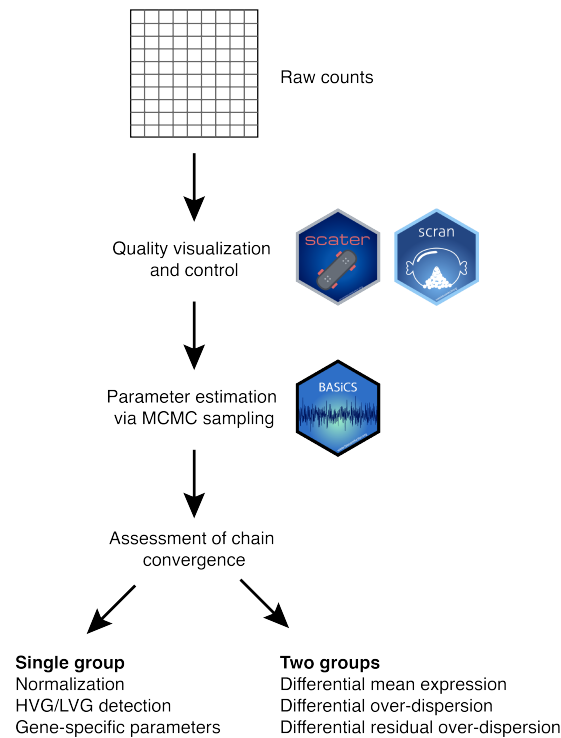 Raw counts
Quality visualization
and control
scater
scran
Parameter estimation
via MCMC sampling
BASiCS
Assessment of chain
convergence
Single group
Normalization
HVG/LVG detection
Gene-specific parameters
Two groups
Differential mean expression
Differential over-dispersion
Differential residual over-dispersion